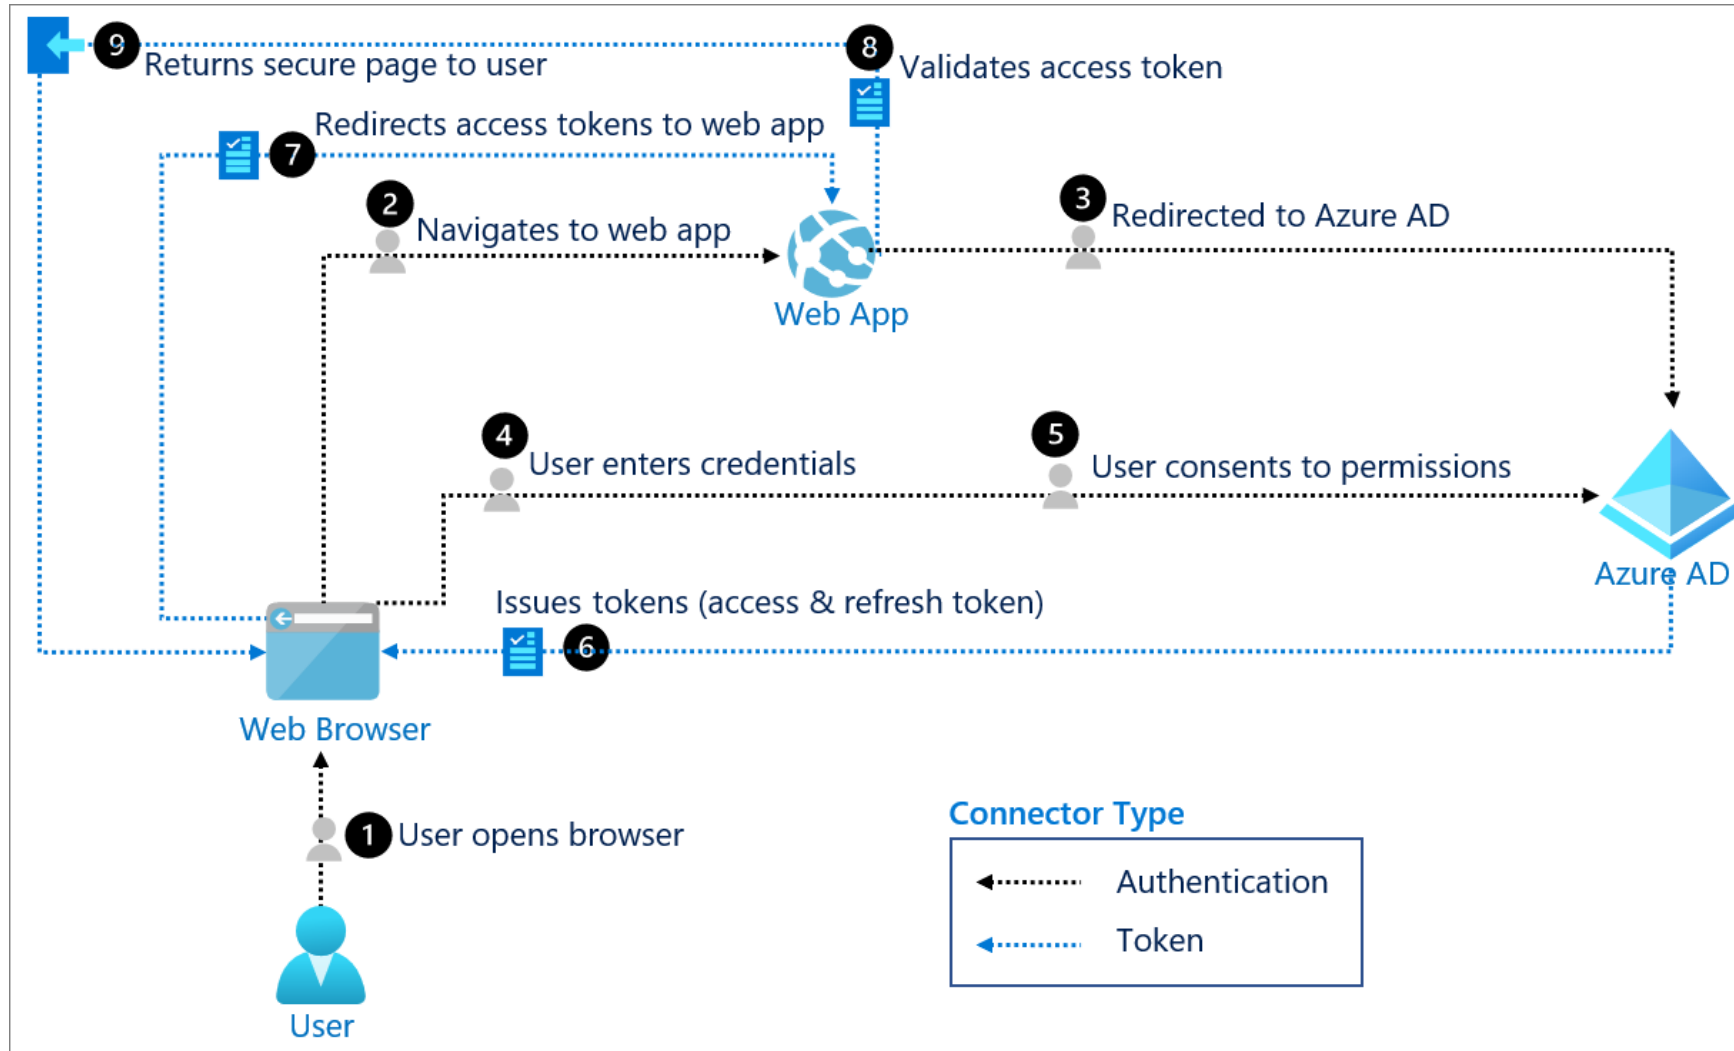 9
Returns secure page to user
8
Validates access token
Redirects access tokens to web app
7
2
Navigates to web app
3
Redirected to Azure AD
Web App
4
User enters credentials
5
User consents to permissions
Azure AD
Issues tokens (access & refresh token)
6
Web Browser
1
User opens browser
User
Connector Type
Authentication
Token